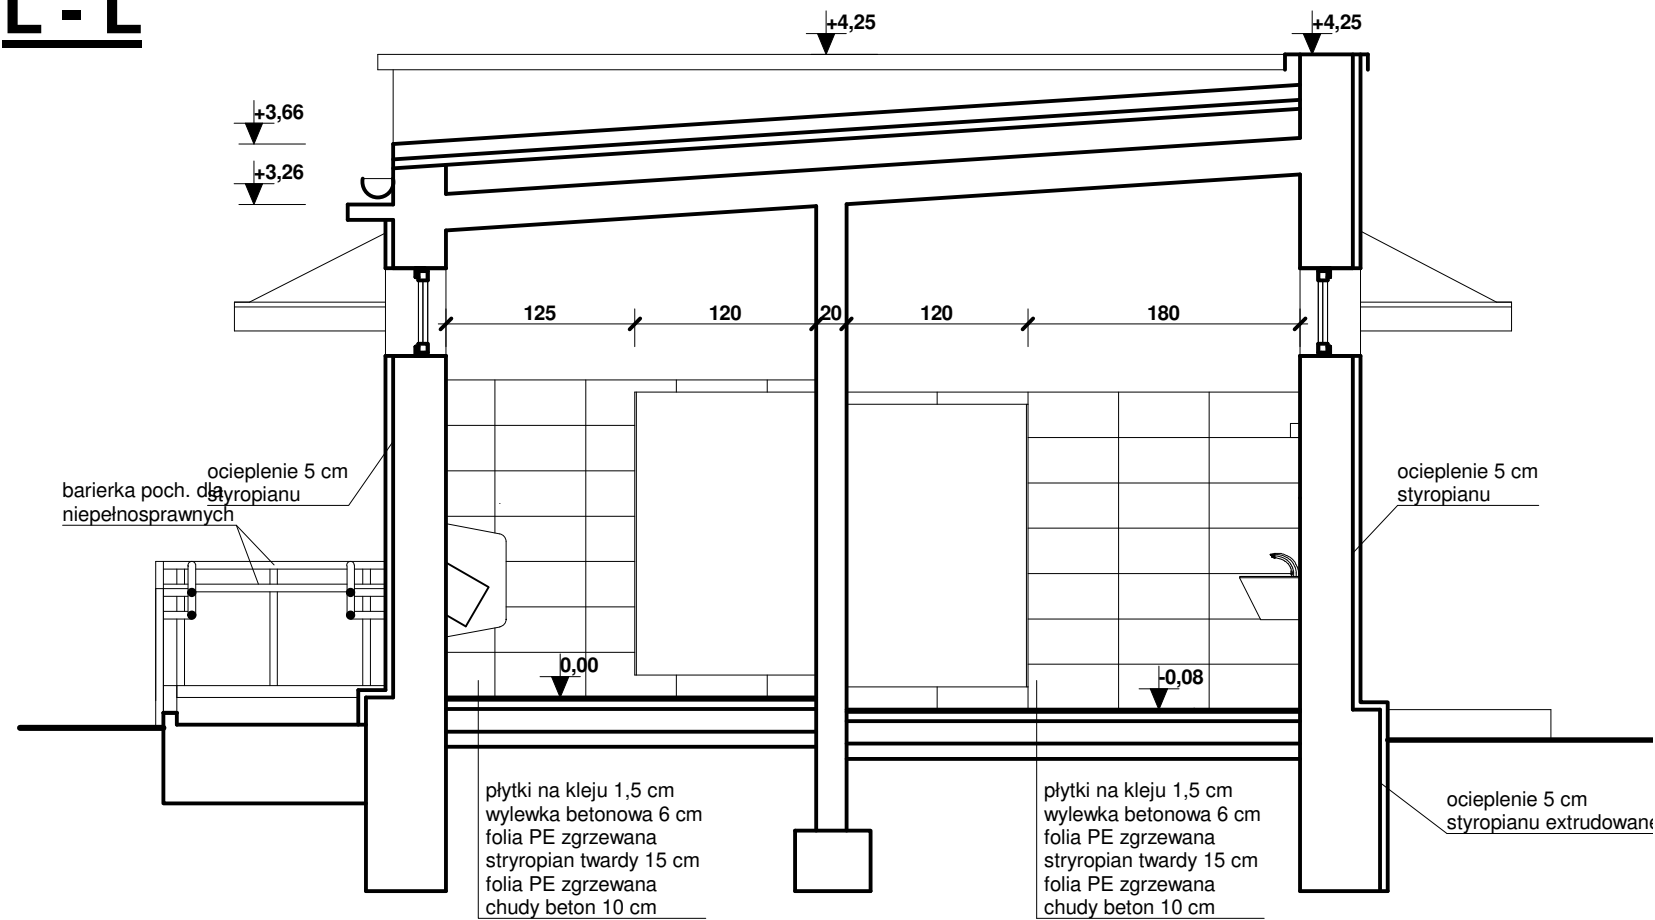 L - L
+4,25
+4,25
+3,66
+3,26
125
120
20
120
180
ocieplenie 5 cm
styropianu
barierka poch. dla
niepełnosprawnych
ocieplenie 5 cm
styropianu
0,00
-0,08
płytki na kleju 1,5 cm
wylewka betonowa 6 cm
folia PE zgrzewana
stryropian twardy 15 cm
folia PE zgrzewana
chudy beton 10 cm
płytki na kleju 1,5 cm
wylewka betonowa 6 cm
folia PE zgrzewana
stryropian twardy 15 cm
folia PE zgrzewana
chudy beton 10 cm
ocieplenie 5 cm
styropianu extrudowane